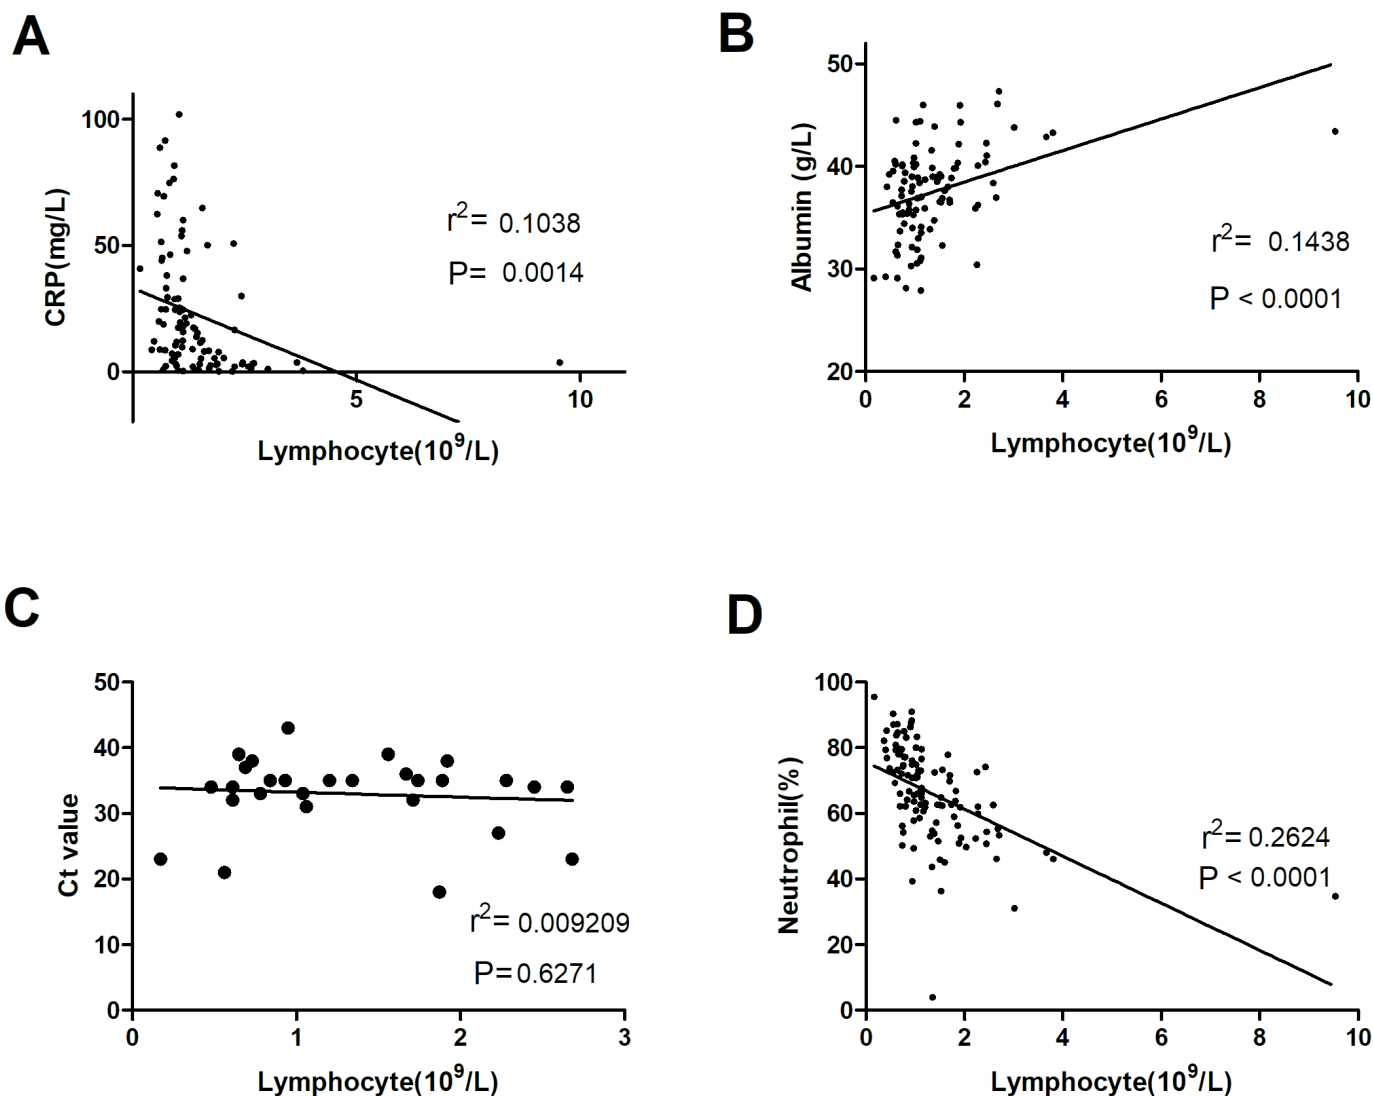 A
CRP(mg/L)
100
50
0
5
10
r²= 0.1038
P= 0.0014
Lymphocyte(10⁹/L)
B
Albumin (g/L)
50
40
30
20
0
2
4
6
8
10
r²= 0.1438
P < 0.0001
Lymphocyte(10⁹/L)
C
Ct value
50
40
30
20
10
0
0
1
2
3
r²= 0.009209
P=0.6271
Lymphocyte(10⁹/L)
D
Neutrophil(%)
100
80
60
40
20
0
0
2
4
6
8
10
r²= 0.2624
P < 0.0001
Lymphocyte(10⁹/L)